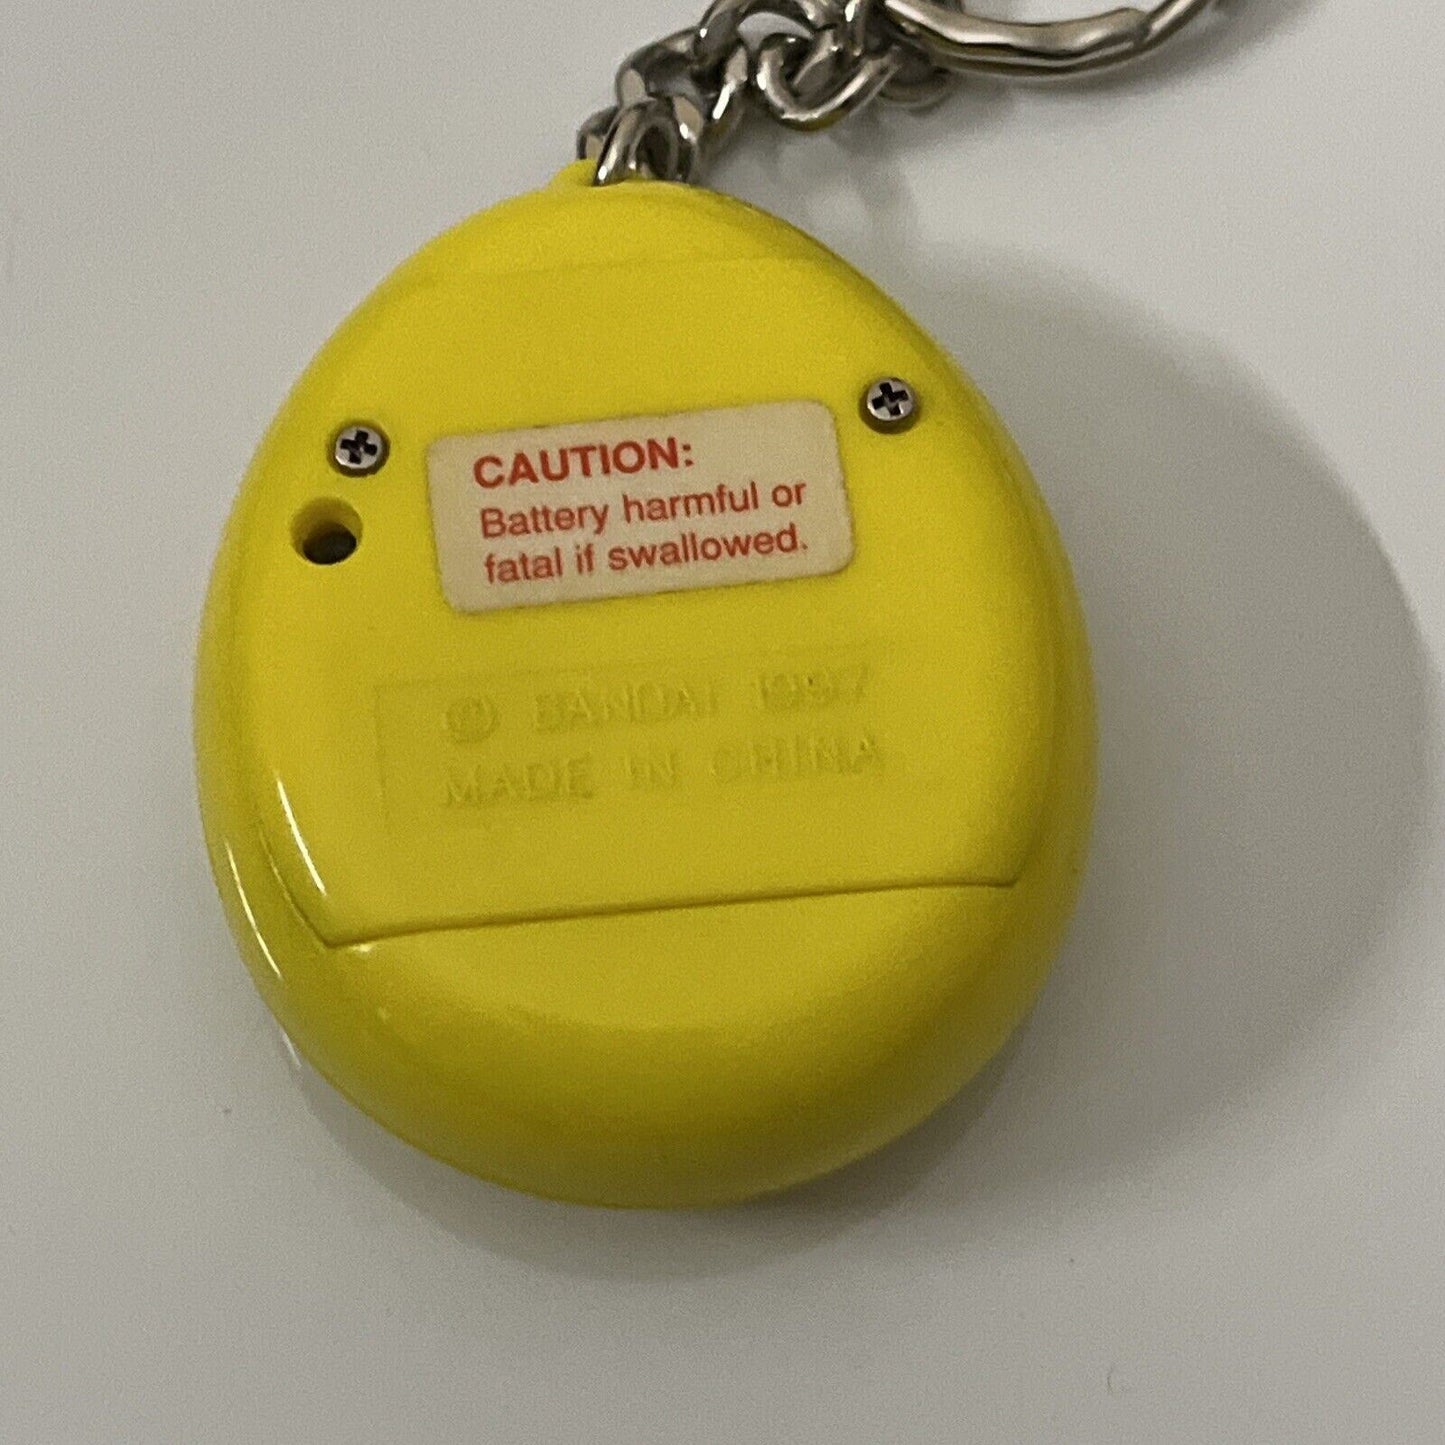 CAUTION:
Battery harmful or
fatal if swallowed.
© BANDAI 1997
MADE IN CHINA